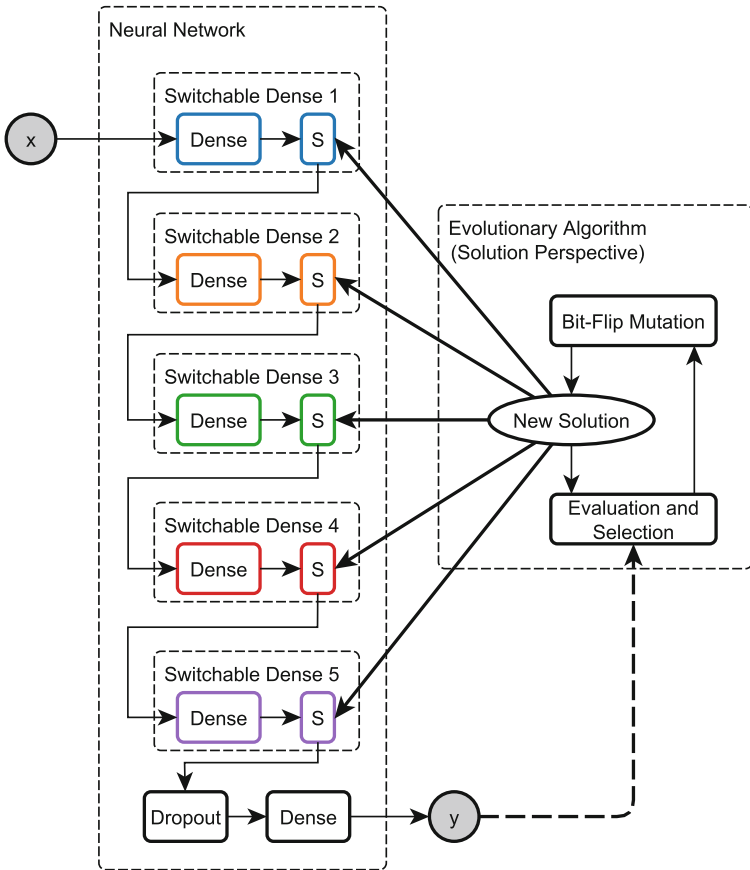 Neural Network
Switchable Dense 1
x
Dense
S
Switchable Dense 2
Dense
S
Switchable Dense 3
Dense
S
Switchable Dense 4
Dense
S
Switchable Dense 5
Dense
S
Dropout
Dense
y
Evolutionary Algorithm
(Solution Perspective)
Bit-Flip Mutation
New Solution
Evaluation and
Selection